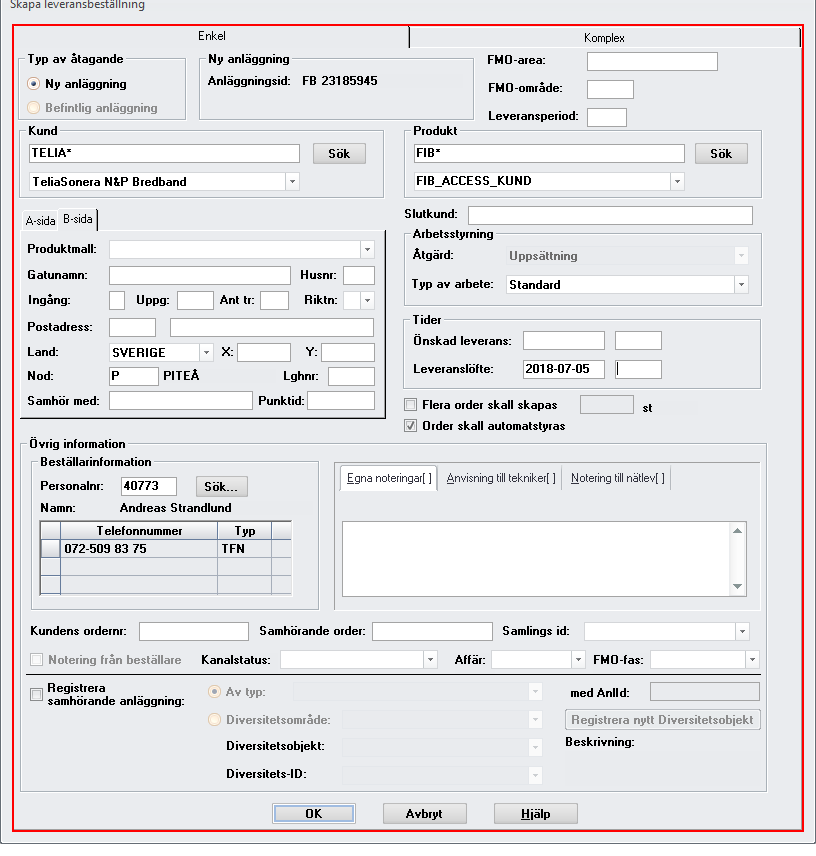 Skapa leveransbeställning
Enkel
Komplex
Typ av åtagande
Ny anläggning
Befintlig anläggning
Ny anläggning
Anläggningsid: FB 23185945
FMO-area:
FMO-område:
Leveransperiod:
Kund
TELIA*
Sök
TeliaSonera N&P Bredband
Produkt
FIB*
Sök
FIB_ACCESS_KUND
A-sida
B-sida
Produktmall:
Gatunamn:
Husnr:
Ingång:
Uppg:
Ant tr:
Riktn:
Postadress:
Land:
SVERIGE
X:
Y:
Nod:
P
PITEÅ
Lghnr:
Samhör med:
Punktid:
Slutkund:
Arbetsstyrning
Åtgärd:
Uppsättning
Typ av arbete:
Standard
Tider
Önskad leverans:
Leveranslöfte:
2018-07-05
Flera order skall skapas
st
Order skall automatstyras
Övrig information
Beställarinformation
Personalnr:
40773
Sök...
Namn:
Andreas Strandlund
Telefonnummer
Typ
072-509 83 75
TFN
Egna noteringar[ ]
Anvisning till tekniker[ ]
Notering till nätlev[ ]
Kundens ordernr:
Samhörande order:
Samlings id:
Notering från beställare
Kanalstatus:
Affär:
FMO-fas:
Registrera
samhörande anläggning:
Av typ:
med AnlId:
Diversitetsområde:
Registrera nytt Diversitetsobjekt
Diversitetsobjekt:
Beskrivning:
Diversitets-ID:
OK
Avbryt
Hjälp